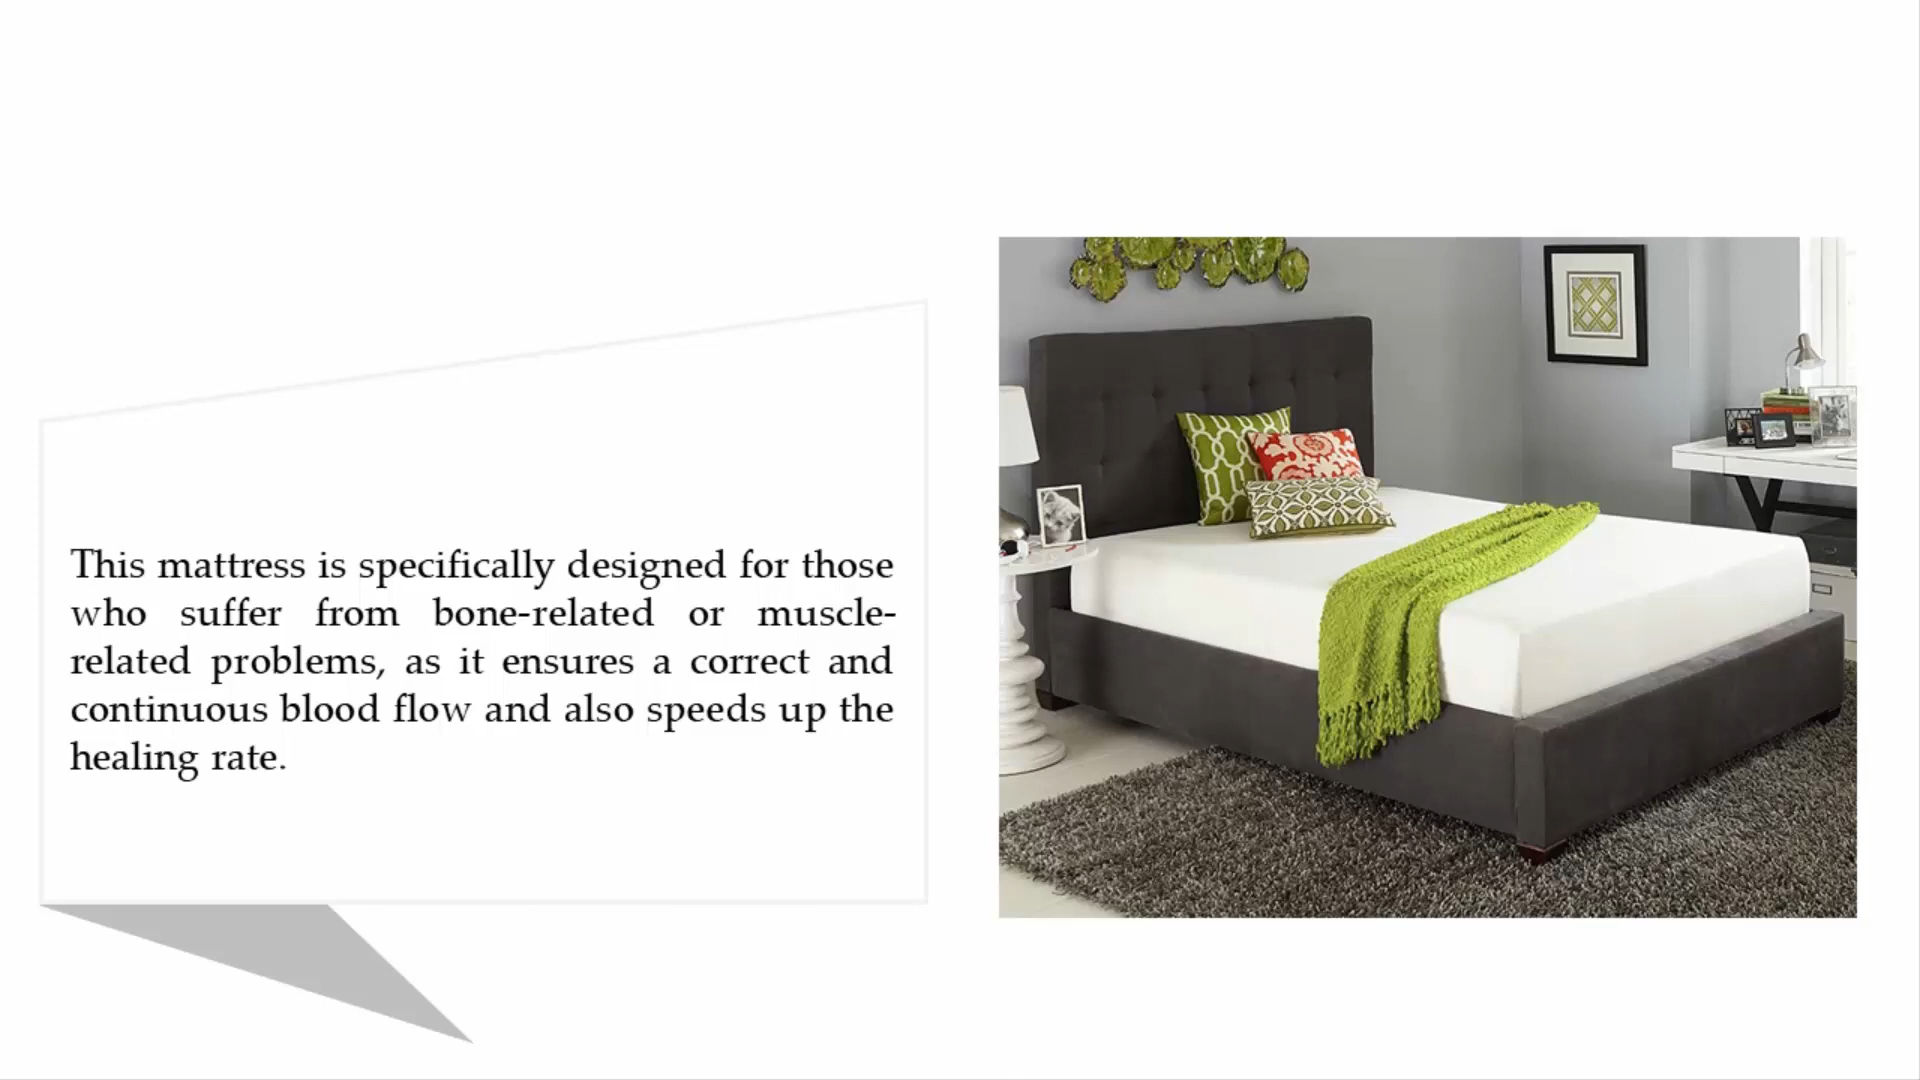 This mattress is specifically designed for those
who suffer from bone-related or muscle-
related problems, as it ensures a correct and
continuous blood flow and also speeds up the
healing rate.